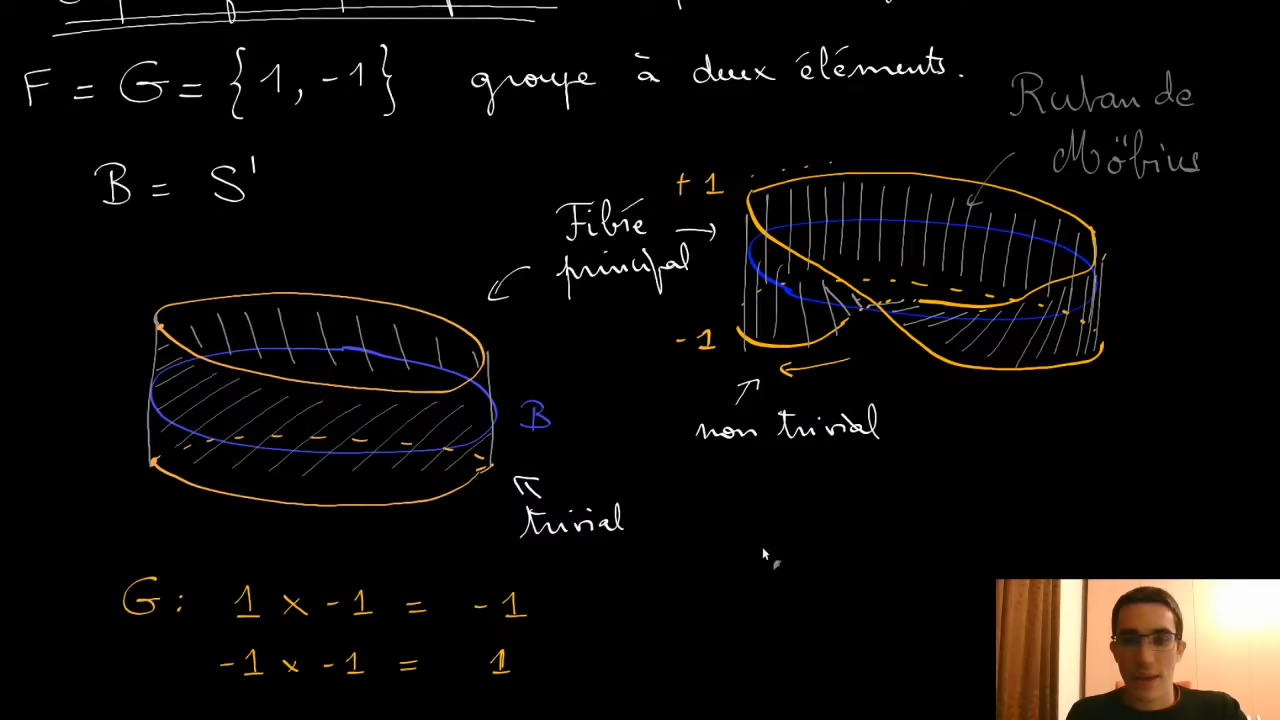 F = G = {1, -1} groupe à deux éléments.
Ruban de
Möbius
B = S¹
+1
Fibré
principal
-1
non trivial
B
trivial
G : 1 × -1 = -1
-1 × -1 = 1